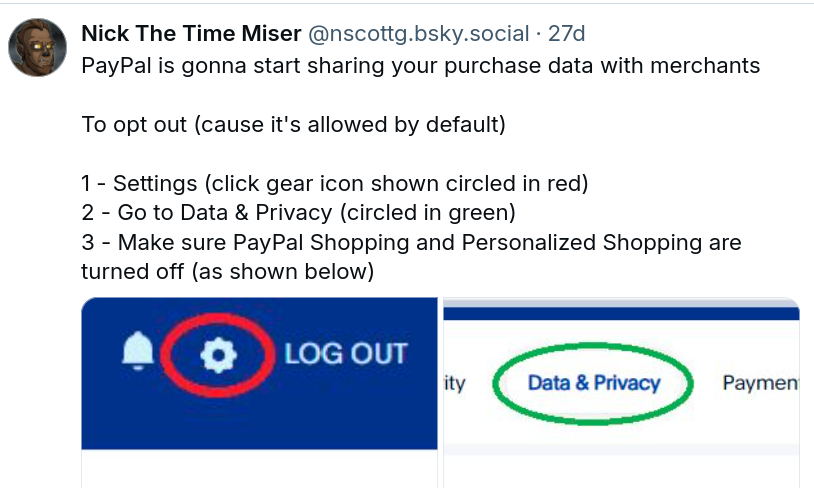 Nick The Time Miser @nscottg.bsky.social · 27d
PayPal is gonna start sharing your purchase data with merchants
To opt out (cause it's allowed by default)
1 - Settings (click gear icon shown circled in red)
2 - Go to Data & Privacy (circled in green)
3 - Make sure PayPal Shopping and Personalized Shopping are
turned off (as shown below)
LOG OUT
ity Data & Privacy Paymen